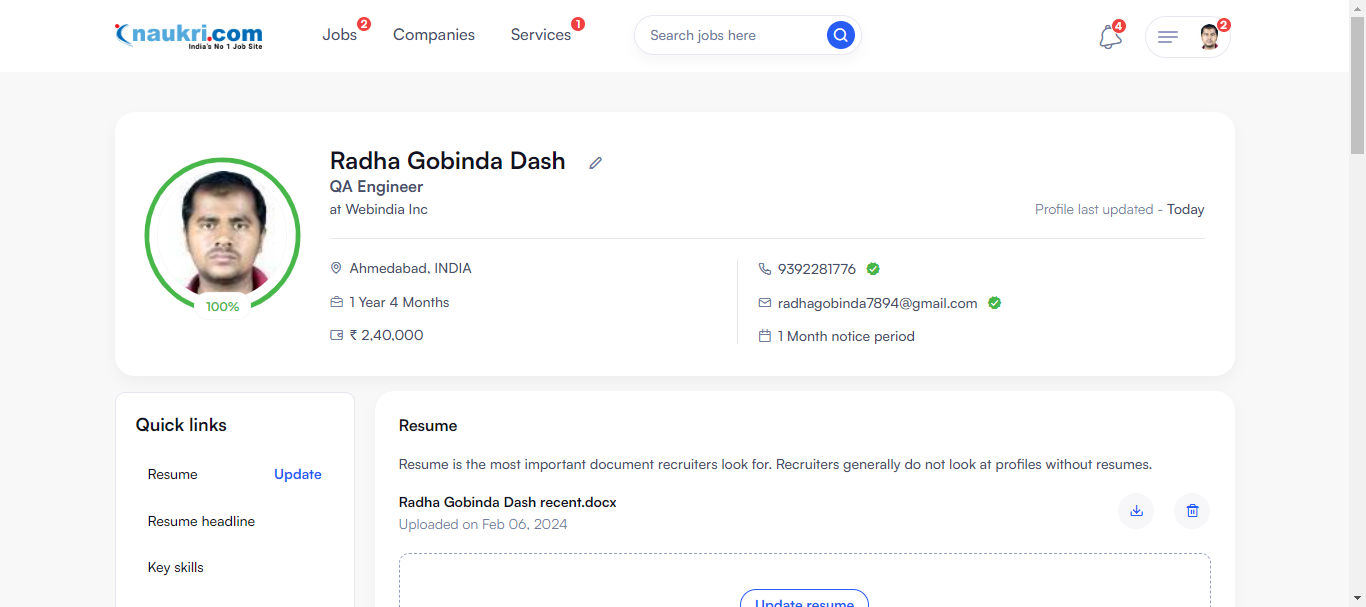 naukri.com
India's No 1 Job Site
Jobs 2
Companies
Services 1
Search jobs here
4
2
Radha Gobinda Dash
QA Engineer
at Webindia Inc
Profile last updated - Today
100%
Ahmedabad, INDIA
1 Year 4 Months
₹ 2,40,000
9392281776
radhagobinda7894@gmail.com
1 Month notice period
Quick links
Resume Update
Resume headline
Key skills
Resume
Resume is the most important document recruiters look for. Recruiters generally do not look at profiles without resumes.
Radha Gobinda Dash recent.docx
Uploaded on Feb 06, 2024
Update resume